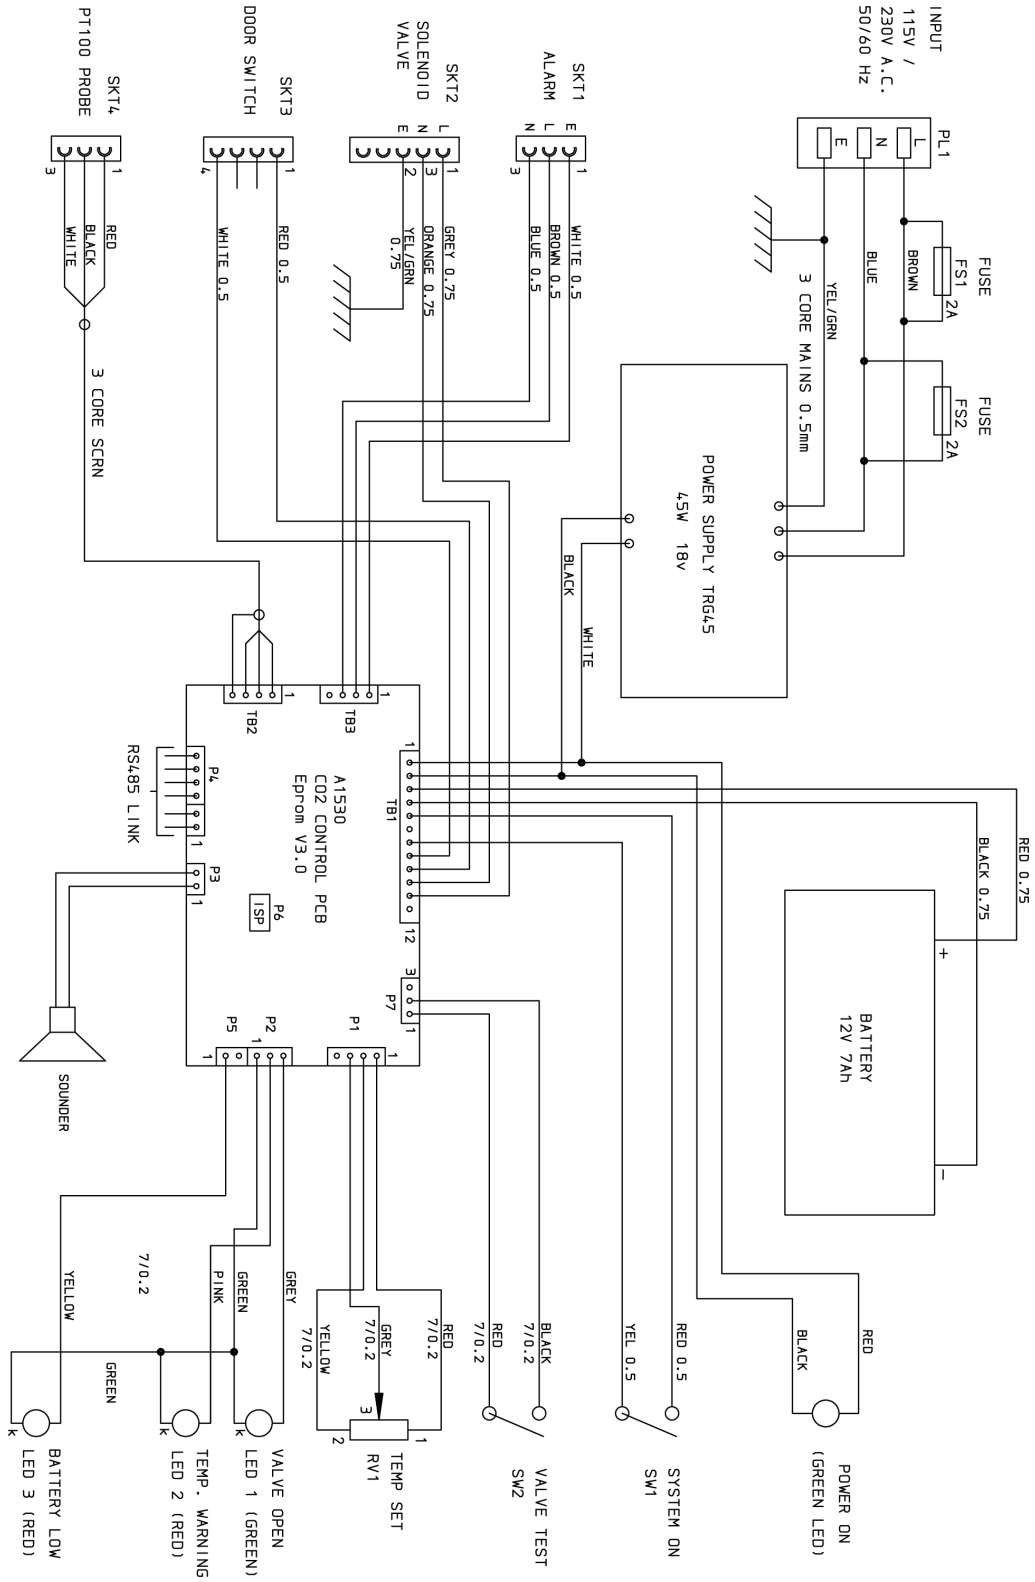 INPUT
115V /
230V A.C.
50/60 Hz
PL1
L
N
E
FUSE
FS1
2A
FUSE
FS2
2A
BROWN
BLUE
YEL/GRN
3 CORE MAINS 0.5mm
POWER SUPPLY TRG45
45W 18v
BLACK
WHITE
SKT1
ALARM
E
L
N
1
3
WHITE 0.5
BROWN 0.5
BLUE 0.5
SKT2
SOLENOID
VALVE
L
N
E
1
3
2
GREY 0.75
ORANGE 0.75
YEL/GRN
0.75
SKT3
DOOR SWITCH
1
4
RED 0.5
WHITE 0.5
SKT4
PT100 PROBE
1
3
RED
BLACK
WHITE
3 CORE SCRN
A1530
CO2 CONTROL PCB
Eprom V3.0
TB1
1
12
TB2
1
TB3
1
P4
1
RS485 LINK
P3
1
P6
ISP
P7
3
1
P1
1
P2
1
P5
1
SOUNDER
RED 0.75
BLACK 0.75
+
-
BATTERY
12V 7Ah
RED
BLACK
POWER ON
(GREEN LED)
RED 0.5
YEL 0.5
SYSTEM ON
SW1
BLACK
7/0.2
RED
7/0.2
VALVE TEST
SW2
RED
7/0.2
GREY
7/0.2
YELLOW
7/0.2
1
3
2
TEMP SET
RV1
GREY
GREEN
PINK
7/0.2
YELLOW
GREEN
k
VALVE OPEN
LED 1 (GREEN)
k
TEMP. WARNING
LED 2 (RED)
k
BATTERY LOW
LED 3 (RED)